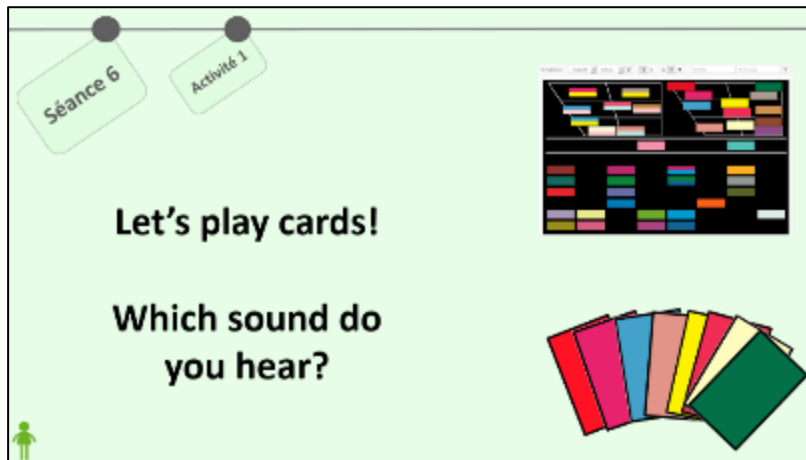 Séance 6
Activité 1
Let's play cards!
Which sound do
you hear?